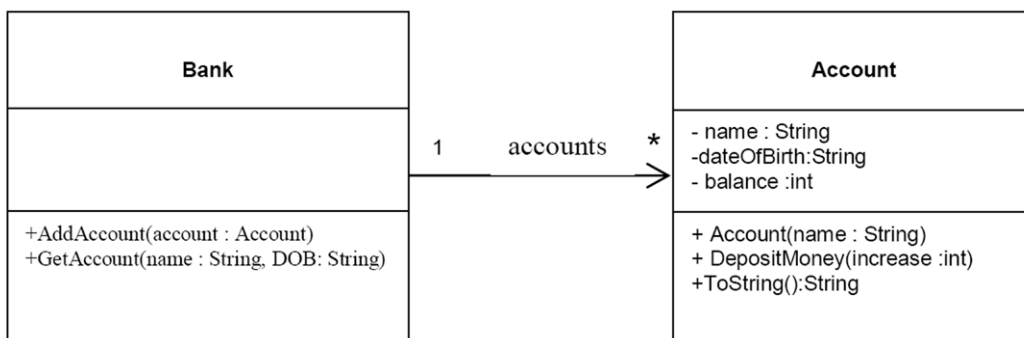 Bank
+AddAccount(account : Account)
+GetAccount(name : String, DOB: String)
1
accounts
*
Account
- name : String
-dateOfBirth:String
- balance :int
+ Account(name : String)
+ DepositMoney(increase :int)
+ToString():String